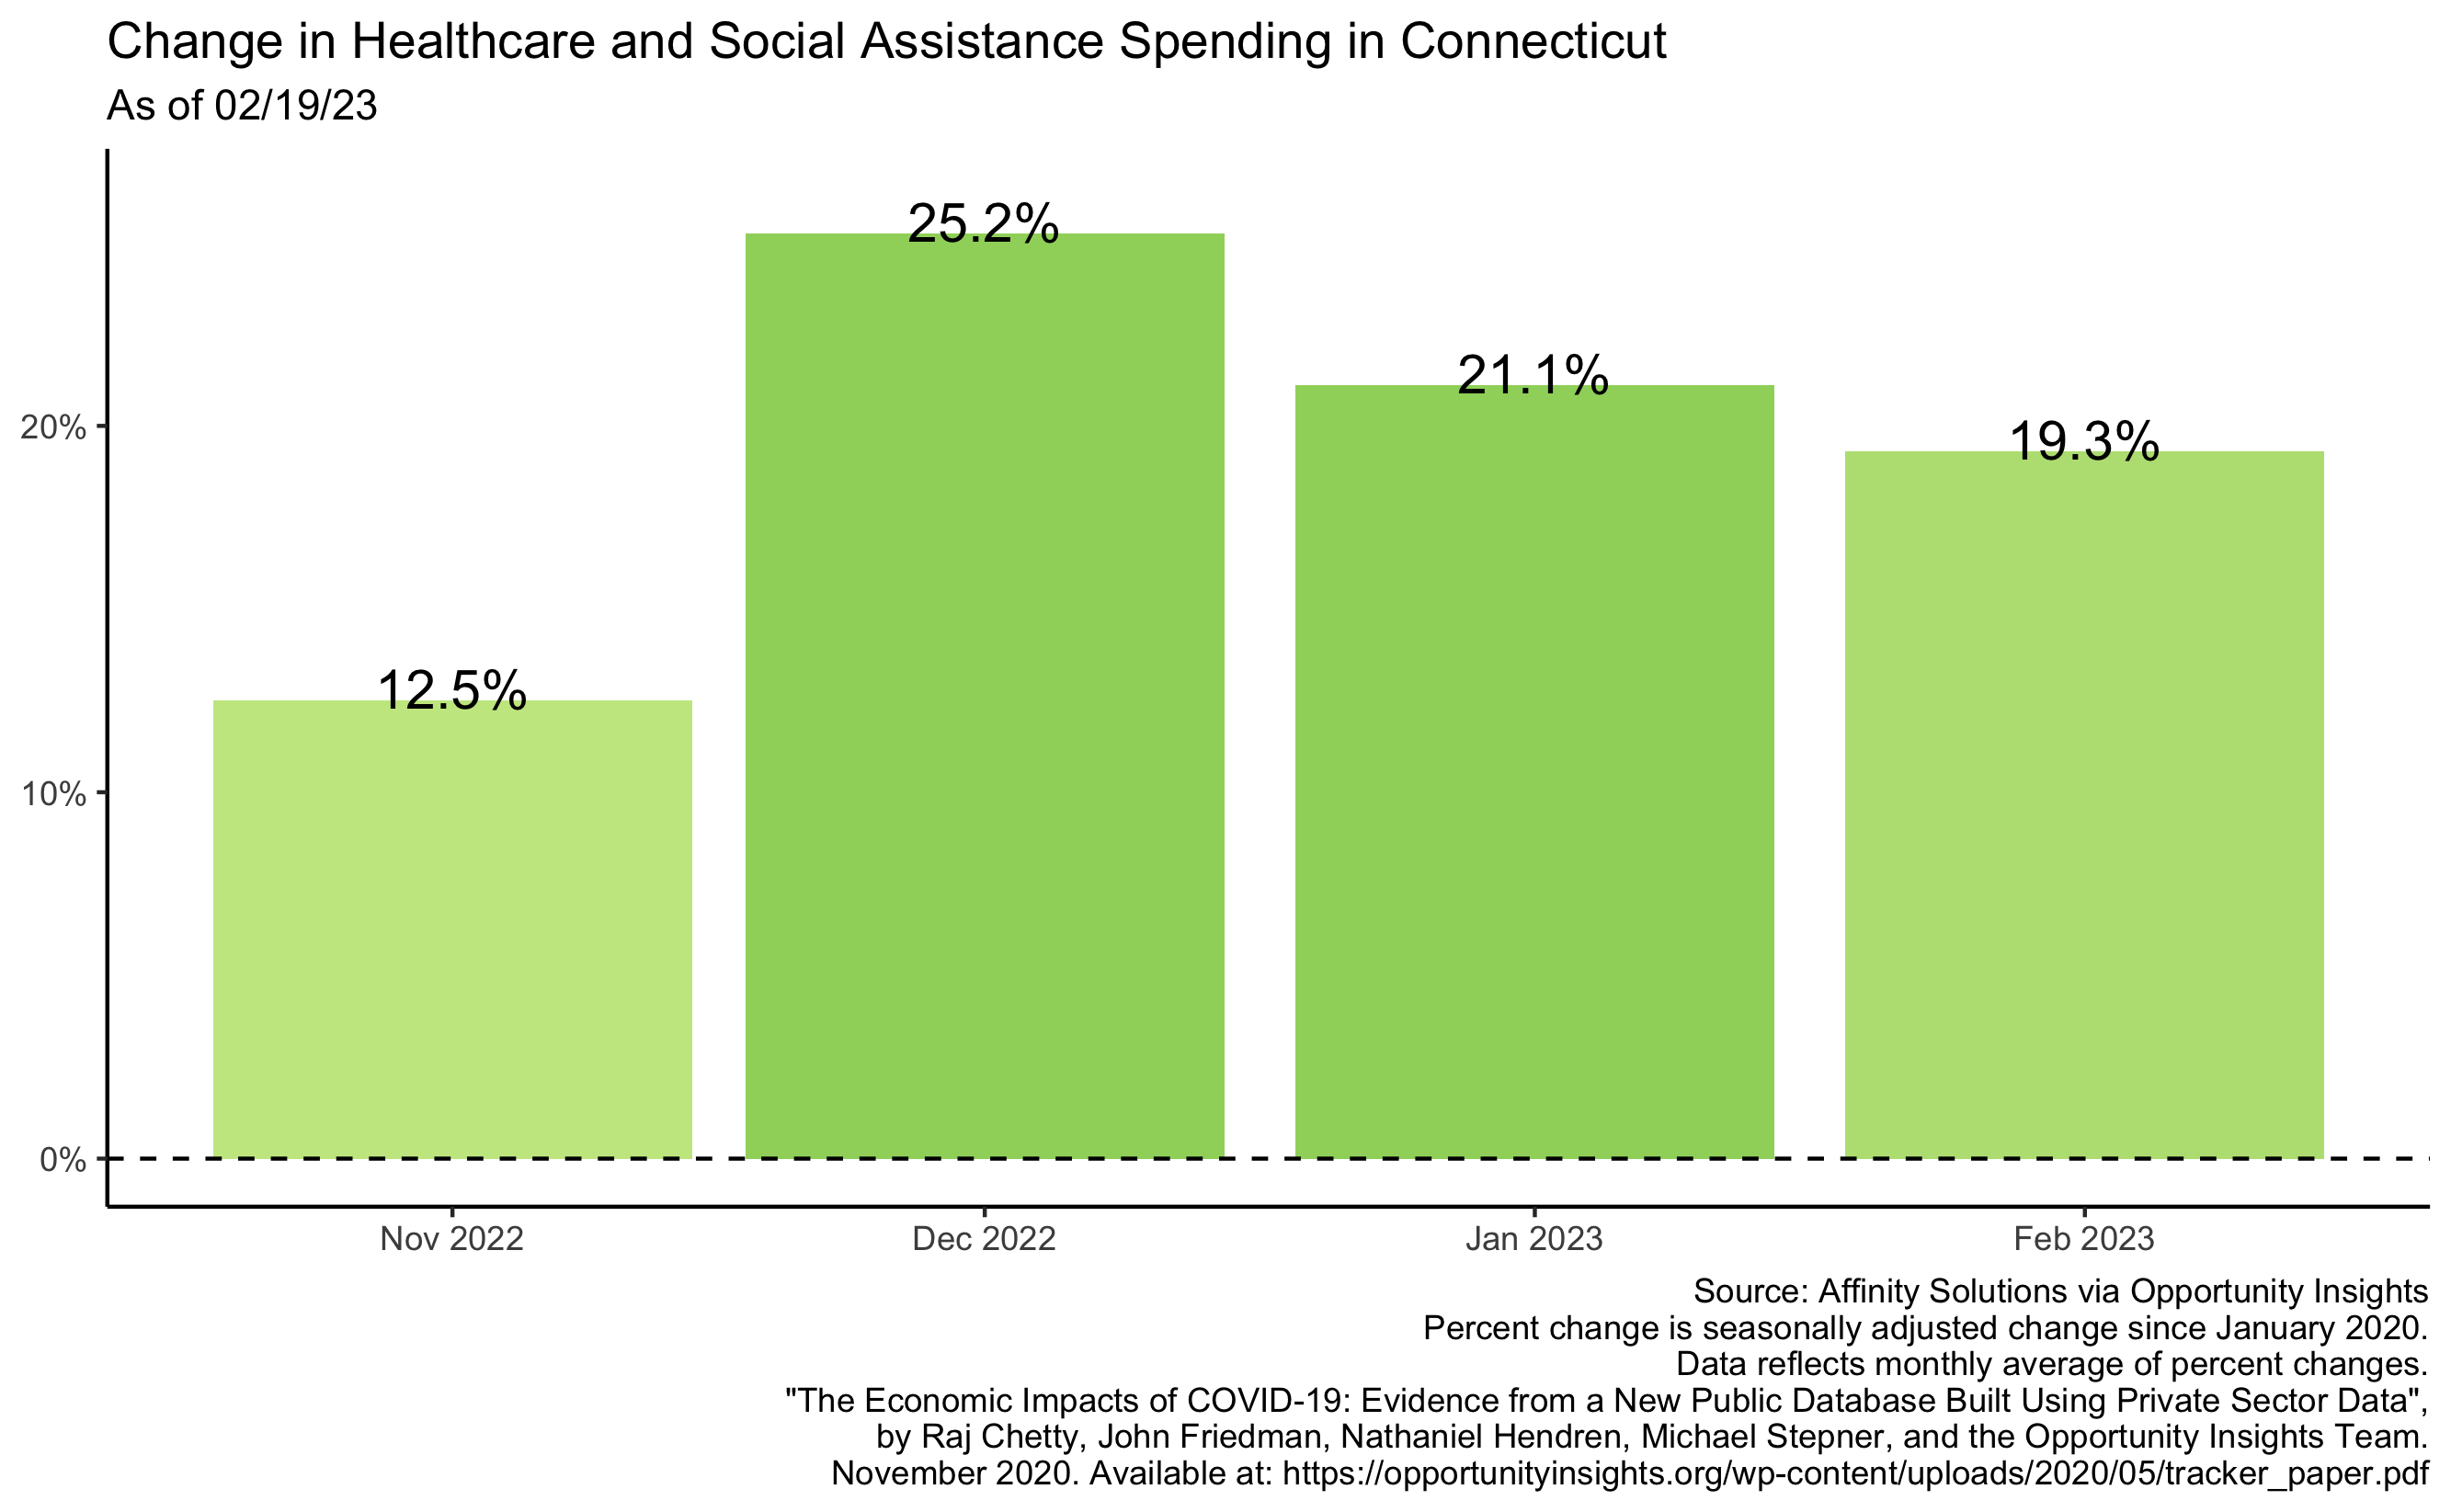 Change in Healthcare and Social Assistance Spending in Connecticut
As of 02/19/23
25.2%
21.1%
20%
19.3%
12.5%
10%
0%
Nov 2022 Dec 2022 Jan 2023 Feb 2023
Source: Affinity Solutions via Opportunity Insights
Percent change is seasonally adjusted change since January 2020.
Data reflects monthly average of percent changes.
"The Economic Impacts of COVID-19: Evidence from a New Public Database Built Using Private Sector Data",
by Raj Chetty, John Friedman, Nathaniel Hendren, Michael Stepner, and the Opportunity Insights Team.
November 2020. Available at: https://opportunityinsights.org/wp-content/uploads/2020/05/tracker_paper.pdf